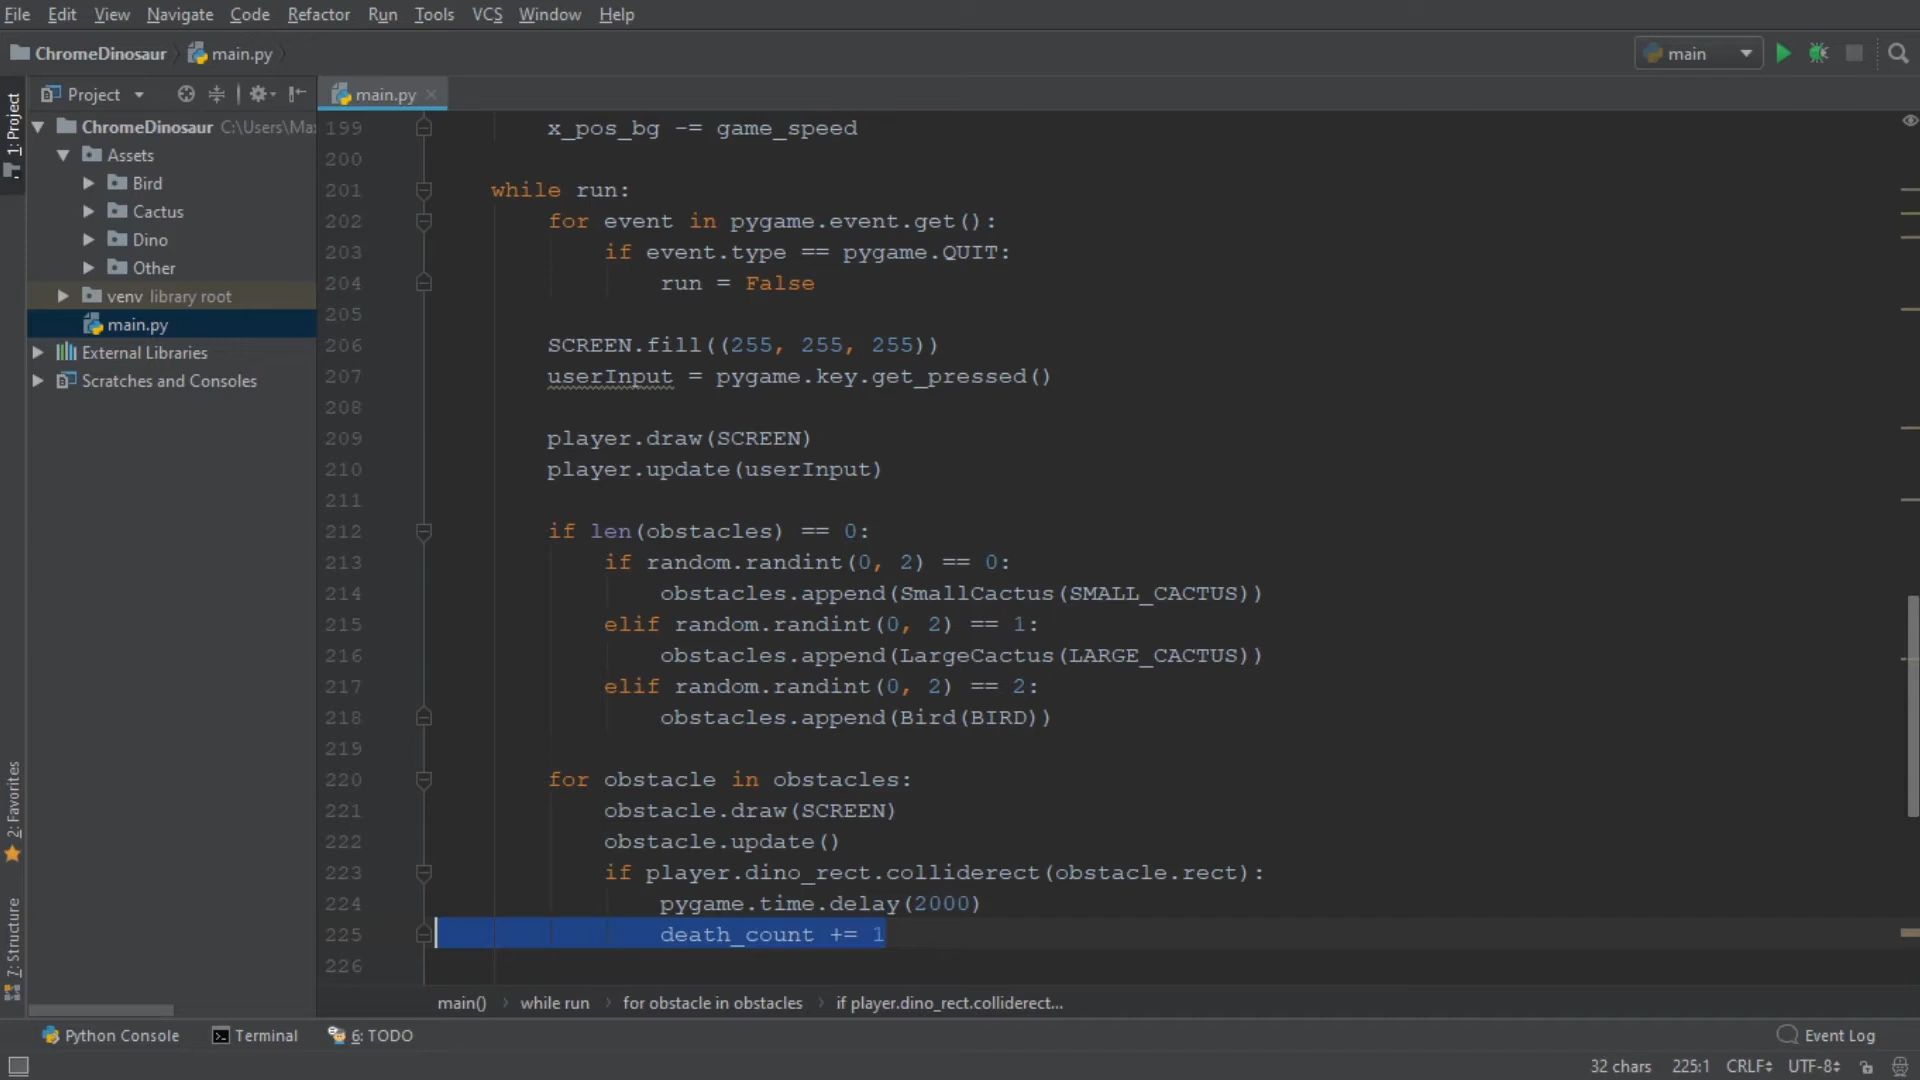 File Edit View Navigate Code Refactor Run Tools VCS Window Help
ChromeDinosaur main.py
main
1: Project
Project
main.py
ChromeDinosaur C:\Users\Ma
Assets
Bird
Cactus
Dino
Other
venv library root
main.py
External Libraries
Scratches and Consoles
2: Favorites
7: Structure
199 x_pos_bg -= game_speed
200
201 while run:
202 for event in pygame.event.get():
203 if event.type == pygame.QUIT:
204 run = False
205
206 SCREEN.fill((255, 255, 255))
207 userInput = pygame.key.get_pressed()
208
209 player.draw(SCREEN)
210 player.update(userInput)
211
212 if len(obstacles) == 0:
213 if random.randint(0, 2) == 0:
214 obstacles.append(SmallCactus(SMALL_CACTUS))
215 elif random.randint(0, 2) == 1:
216 obstacles.append(LargeCactus(LARGE_CACTUS))
217 elif random.randint(0, 2) == 2:
218 obstacles.append(Bird(BIRD))
219
220 for obstacle in obstacles:
221 obstacle.draw(SCREEN)
222 obstacle.update()
223 if player.dino_rect.colliderect(obstacle.rect):
224 pygame.time.delay(2000)
225 death_count += 1
226
main() while run for obstacle in obstacles if player.dino_rect.colliderect...
Python Console Terminal 6: TODO Event Log
32 chars 225:1 CRLF UTF-8